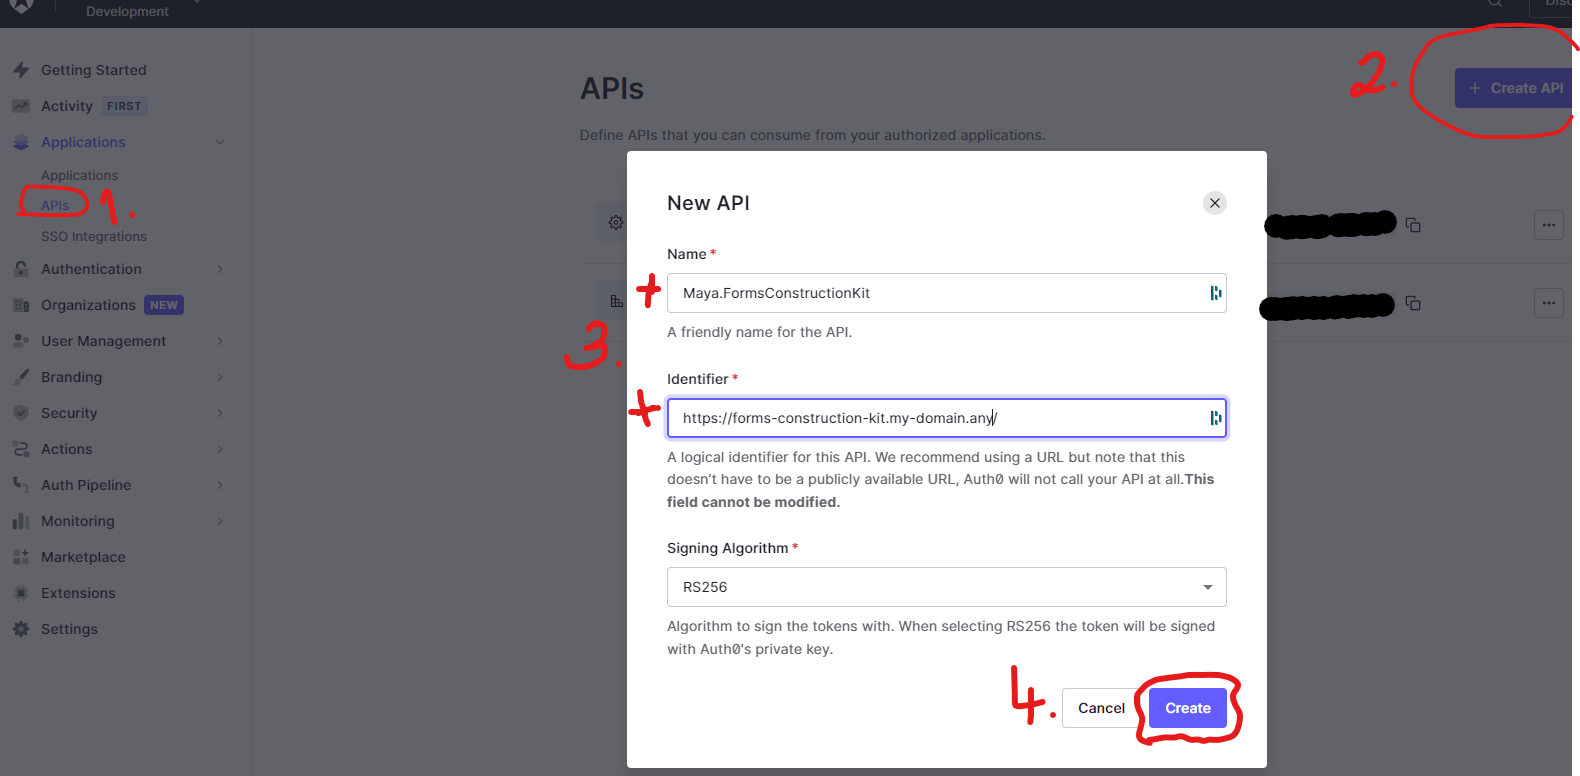 Development
Disc
Getting Started
Activity FIRST
Applications
Applications
APIs
1.
SSO Integrations
Authentication
Organizations NEW
User Management
Branding
Security
Actions
Auth Pipeline
Monitoring
Marketplace
Extensions
Settings
APIs
2.
+ Create API
Define APIs that you can consume from your authorized applications.
New API
3.
Name *
Maya.FormsConstructionKit
A friendly name for the API.
Identifier *
https://forms-construction-kit.my-domain.any/
A logical identifier for this API. We recommend using a URL but note that this
doesn’t have to be a publicly available URL, Auth0 will not call your API at all.This
field cannot be modified.
Signing Algorithm *
RS256
Algorithm to sign the tokens with. When selecting RS256 the token will be signed
with Auth0's private key.
4.
Cancel
Create